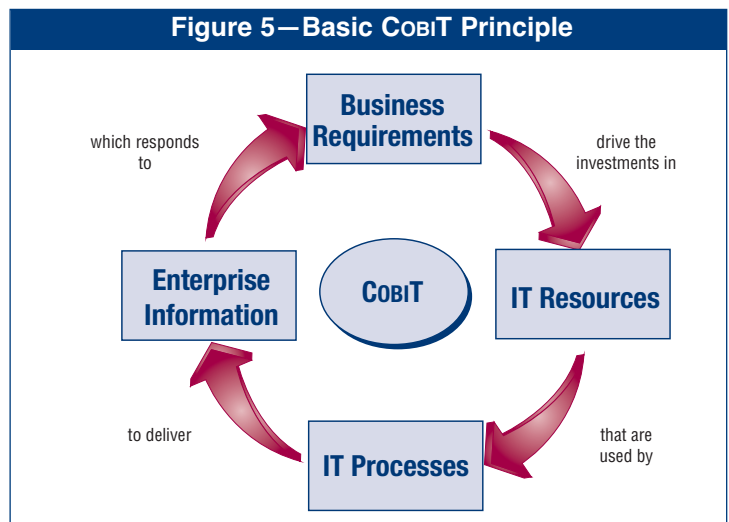 Figure 5—Basic COBIT Principle
Business
Requirements
which responds
to
drive the
investments in
Enterprise
Information
COBIT
IT Resources
to deliver
that are
used by
IT Processes